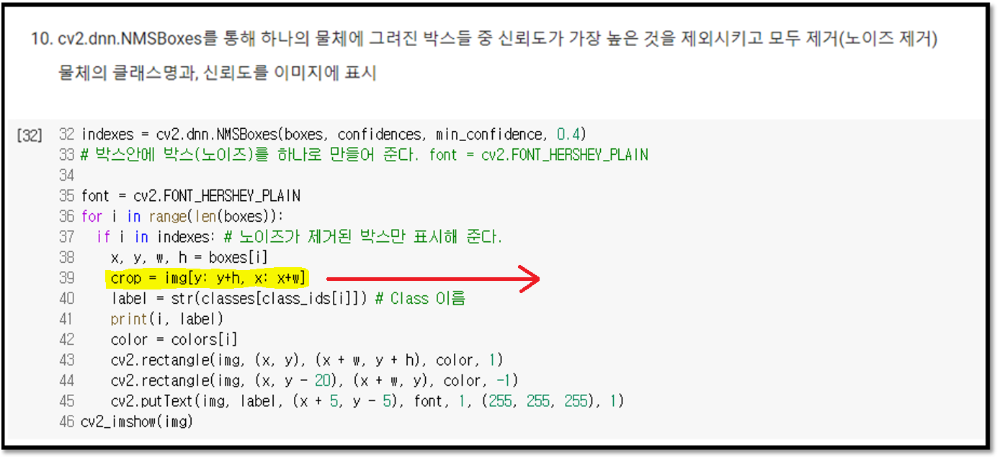 10. cv2.dnn.NMSBoxes를 통해 하나의 물체에 그려진 박스들 중 신뢰도가 가장 높은 것을 제외시키고 모두 제거(노이즈 제거)
물체의 클래스명과, 신뢰도를 이미지에 표시
[32] 32 indexes = cv2.dnn.NMSBoxes(boxes, confidences, min_confidence, 0.4)
33 # 박스안에 박스(노이즈)를 하나로 만들어 준다. font = cv2.FONT_HERSHEY_PLAIN
34
35 font = cv2.FONT_HERSHEY_PLAIN
36 for i in range(len(boxes)):
37 if i in indexes: # 노이즈가 제거된 박스만 표시해 준다.
38 x, y, w, h = boxes[i]
39 crop = img[y: y+h, x: x+w]
40 label = str(classes[class_ids[i]]) # Class 이름
41 print(i, label)
42 color = colors[i]
43 cv2.rectangle(img, (x, y), (x + w, y + h), color, 1)
44 cv2.rectangle(img, (x, y - 20), (x + w, y), color, -1)
45 cv2.putText(img, label, (x + 5, y - 5), font, 1, (255, 255, 255), 1)
46 cv2_imshow(img)